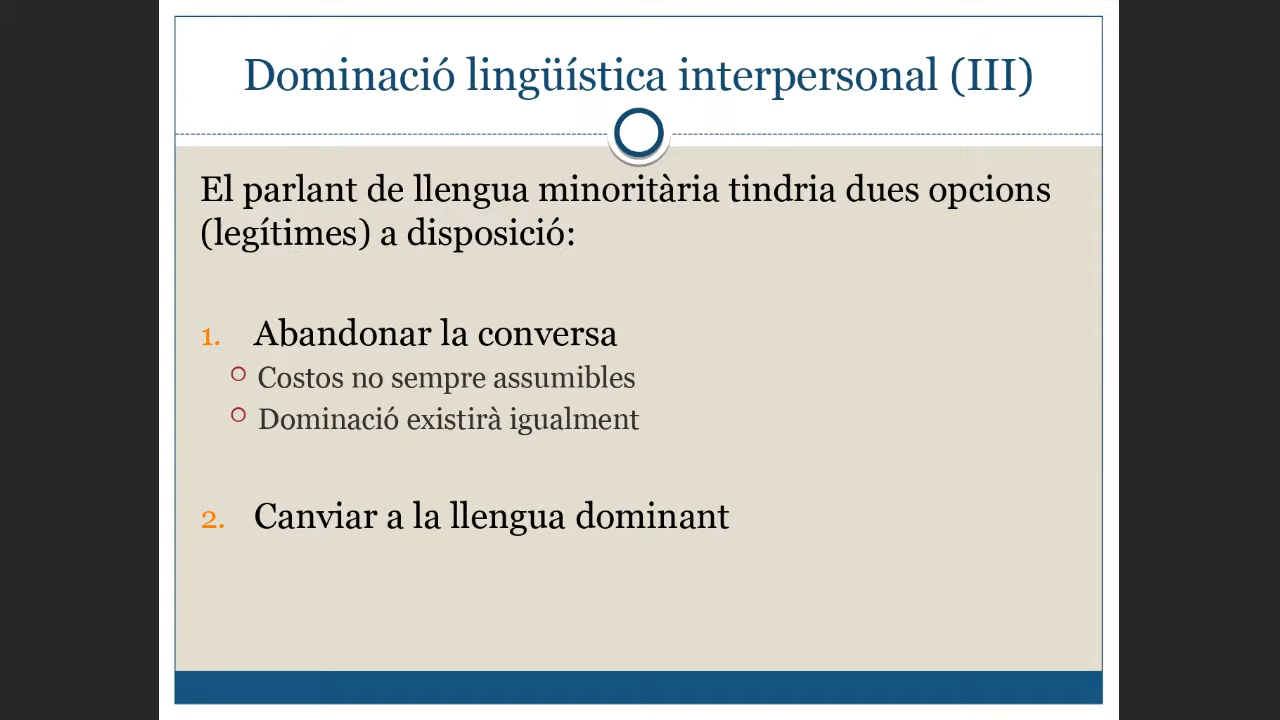 Dominació lingüística interpersonal (III)
El parlant de llengua minoritària tindria dues opcions
(legítimes) a disposició:
1. Abandonar la conversa
Costos no sempre assumibles
Dominació existirà igualment
2. Canviar a la llengua dominant